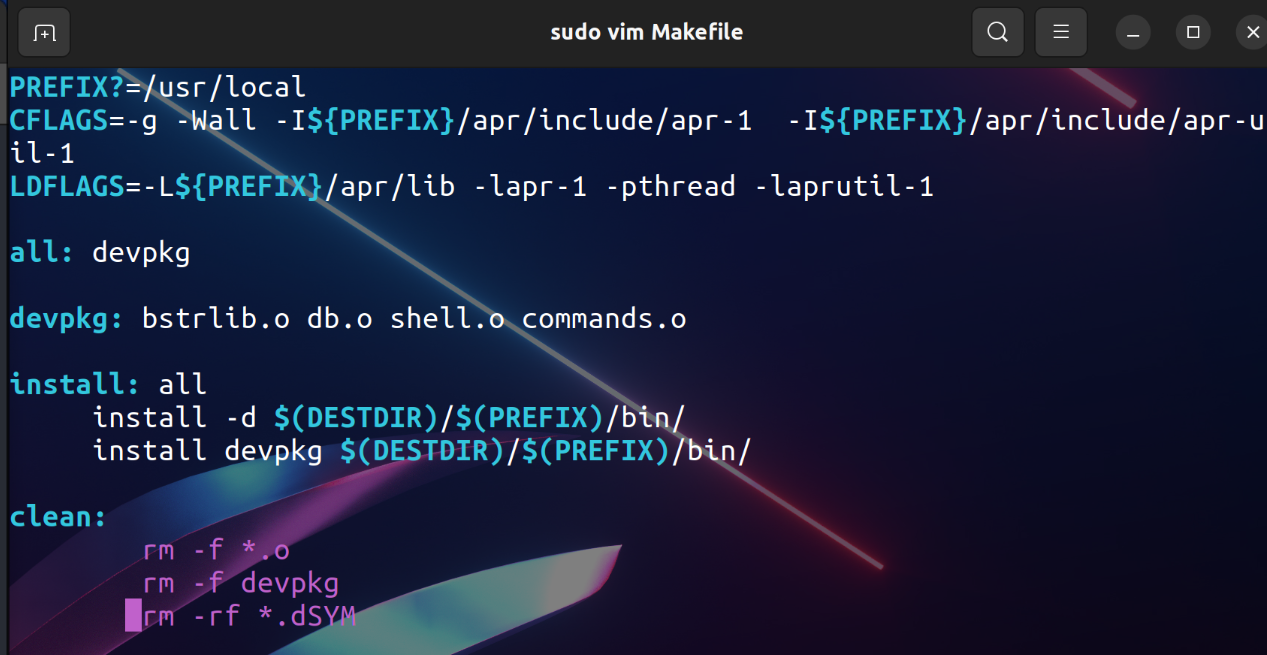 sudo vim Makefile
PREFIX?=/usr/local
CFLAGS=-g -Wall -I${PREFIX}/apr/include/apr-1  -I${PREFIX}/apr/include/apr-u
il-1
LDFLAGS=-L${PREFIX}/apr/lib -lapr-1 -pthread -laprutil-1
all: devpkg
devpkg: bstrlib.o db.o shell.o commands.o
install: all
     install -d $(DESTDIR)/$(PREFIX)/bin/
     install devpkg $(DESTDIR)/$(PREFIX)/bin/
clean:
        rm -f *.o
        rm -f devpkg
        rm -rf *.dSYM